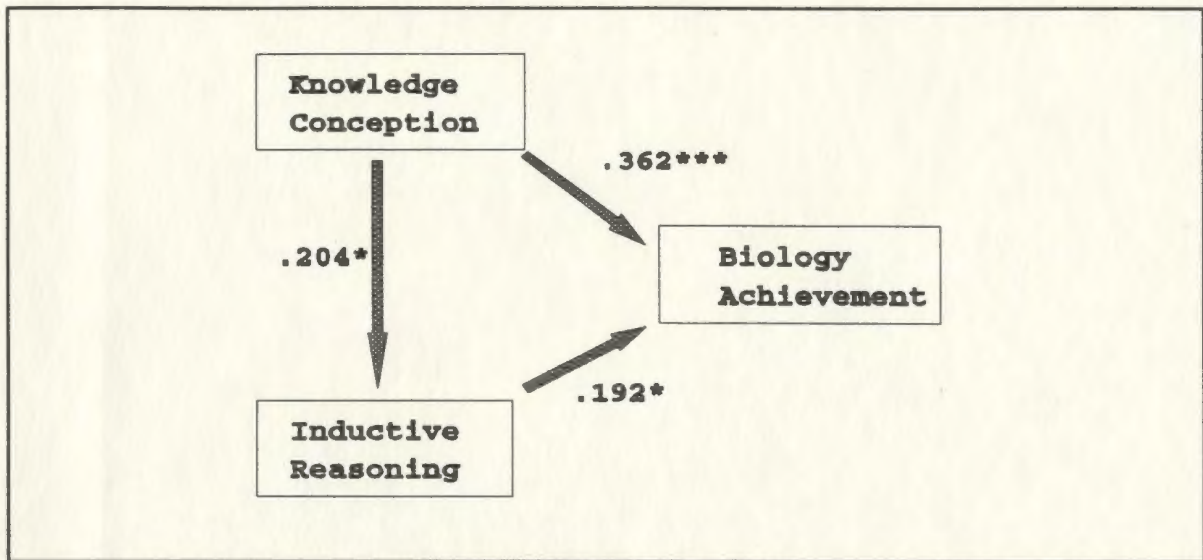 Knowledge
Conception
.362***
.204*
Biology
Achievement
.192*
Inductive
Reasoning